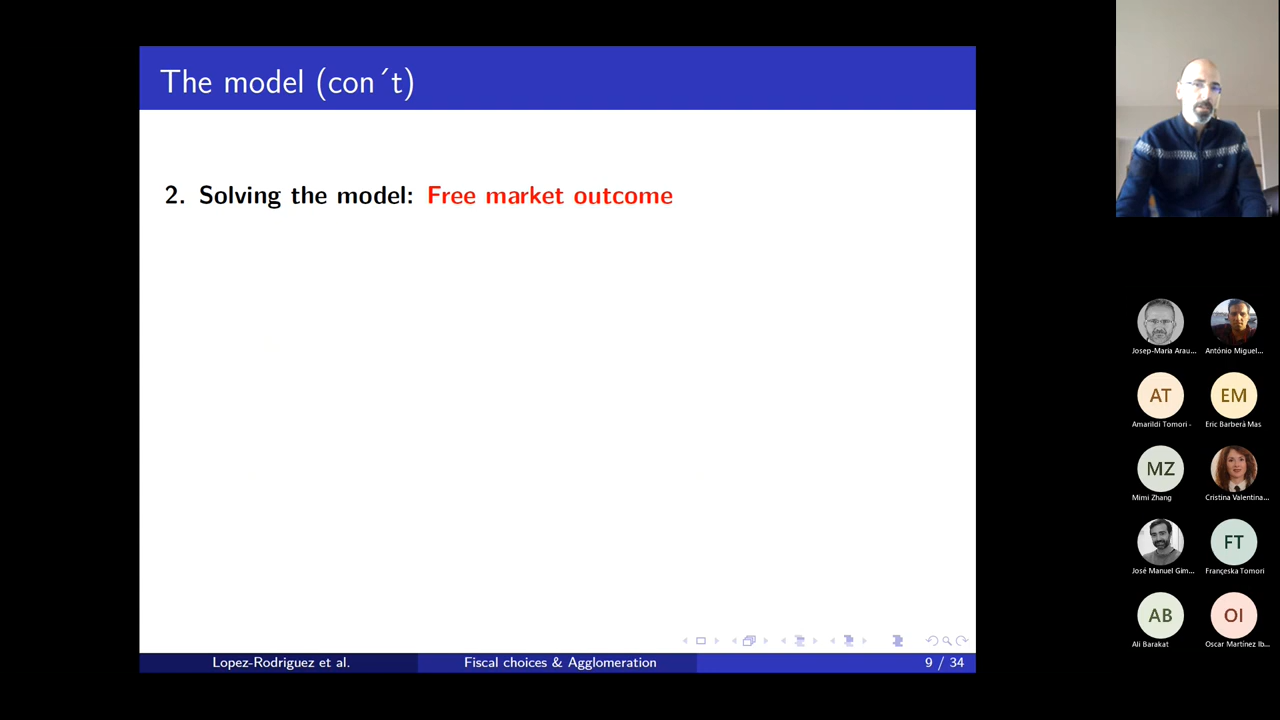 The model (con´t)
2. Solving the model: Free market outcome
Lopez-Rodriguez et al.
Fiscal choices & Agglomeration
9 / 34
Josep-Maria Arau...
António Miguel...
AT
Amarildi Tomori -
EM
Eric Barberá Mas
MZ
Mimi Zhang
Cristina Valentina...
José Manuel Gim...
FT
Françeska Tomori
AB
Ali Barakat
OI
Oscar Martínez Ib...